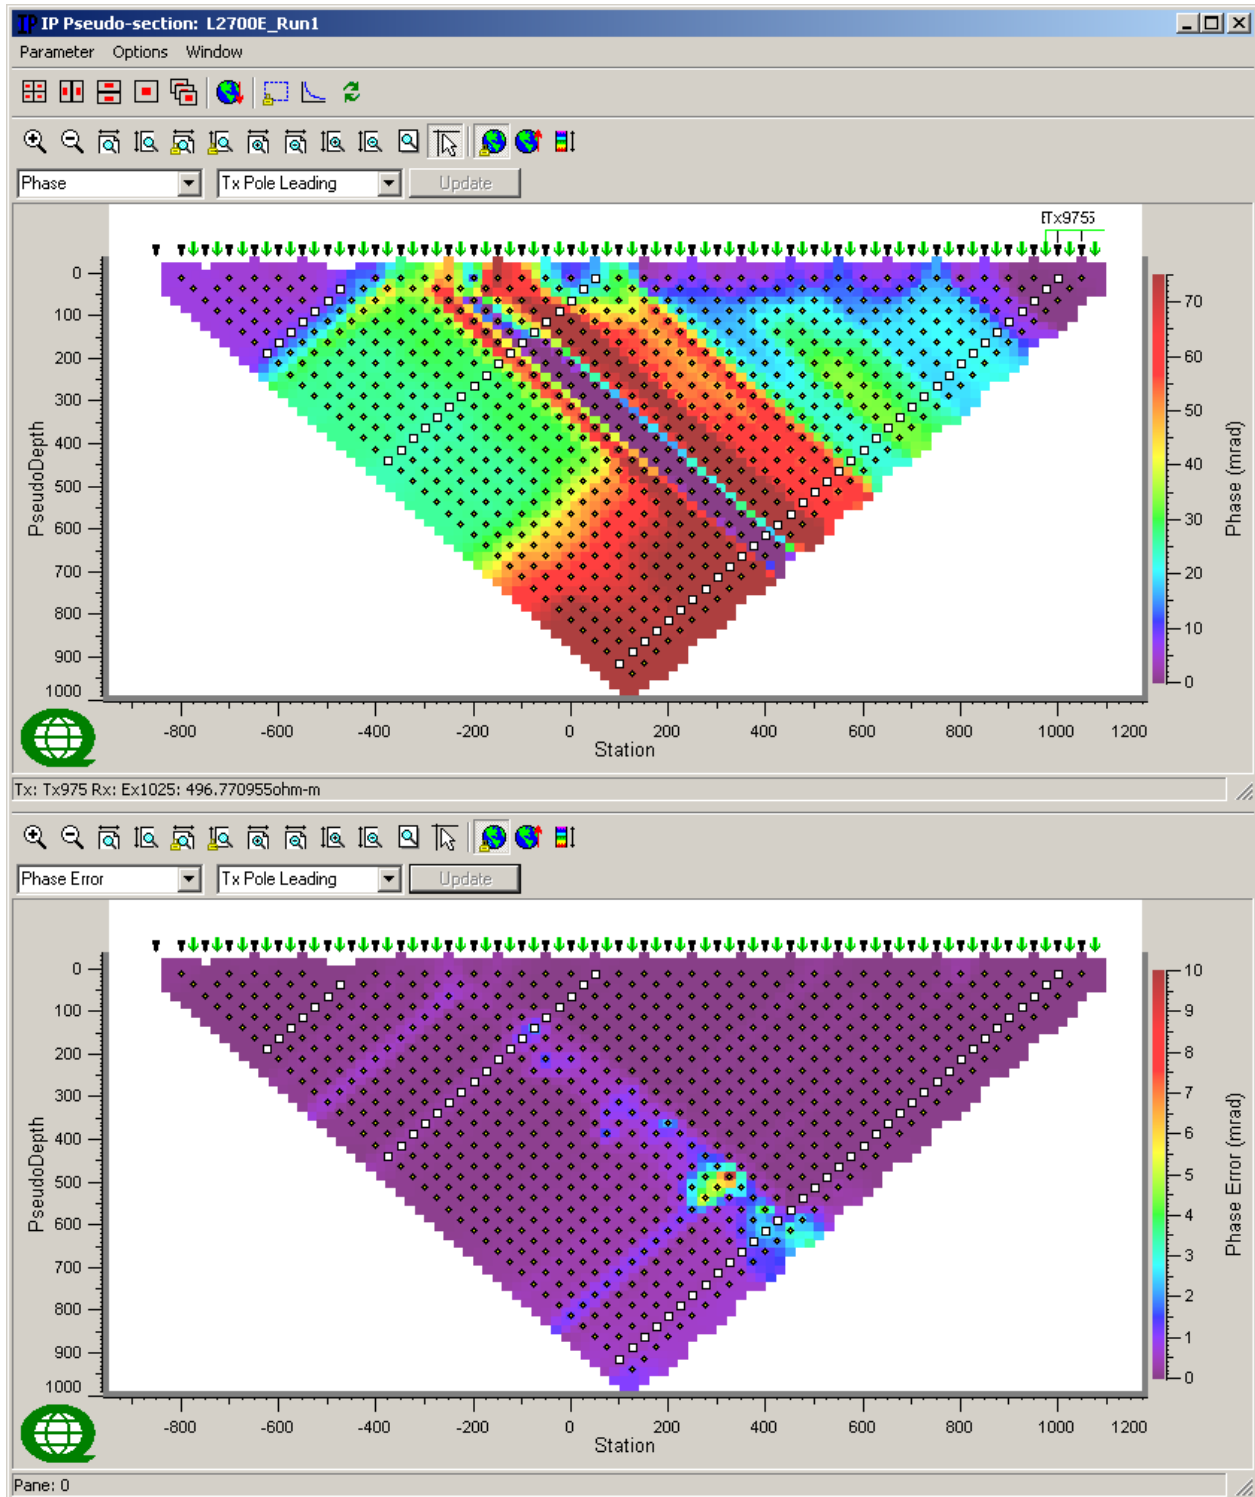 IP IP Pseudo-section: L2700E_Run1
Parameter Options Window
Phase Tx Pole Leading Update
0
100
200
300
400
500
600
700
800
900
1000
PseudoDepth
-800 -600 -400 -200 0 200 400 600 800 1000 1200
Station
70
60
50
40
30
20
10
0
Phase (mrad)
Tx: Tx975 Rx: Ex1025: 496.770955ohm-m
Phase Error Tx Pole Leading Update
0
100
200
300
400
500
600
700
800
900
1000
PseudoDepth
-800 -600 -400 -200 0 200 400 600 800 1000 1200
Station
10
9
8
7
6
5
4
3
2
1
0
Phase Error (mrad)
Pane: 0